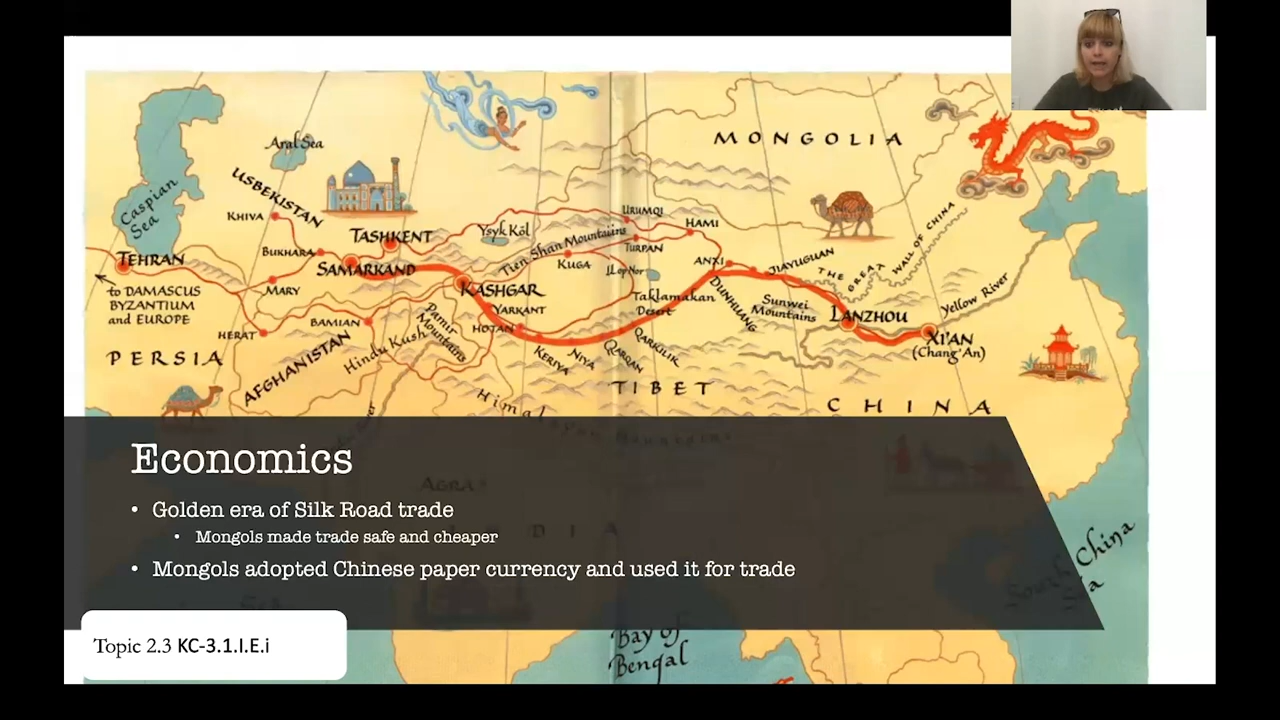 MONGOLIA
Aral Sea
USBEKISTAN
Caspian
Sea
KHIVA
TASHKENT
Ysyk Köl
URUMQI
HAMI
Tien Shan Mountains
TURPAN
BUKHARA
TEHRAN
SAMARKAND
KUGA
Lop Nor
ANXI
JIAYUGUAN
THE GREAT WALL OF CHINA
to DAMASCUS
BYZANTIUM
and EUROPE
MARY
KASHGAR
YARKANT
Taklamakan
Desert
DUNHUANG
Sunwei
Mountains
Yellow River
LANZHOU
HERAT
BAMIAN
Pamir
Mountains
HOTAN
XI'AN
(Chang'An)
PERSIA
AFGHANISTAN
Hindu Kush
KERIYA
NIYA
QARQAN
QARKILIK
TIBET
CHINA
Himalayan Mountains
AGRA
Economics
• Golden era of Silk Road trade
• Mongols made trade safe and cheaper
• Mongols adopted Chinese paper currency and used it for trade
South China
Sea
Topic 2.3 KC-3.1.I.E.i
Bay of
Bengal